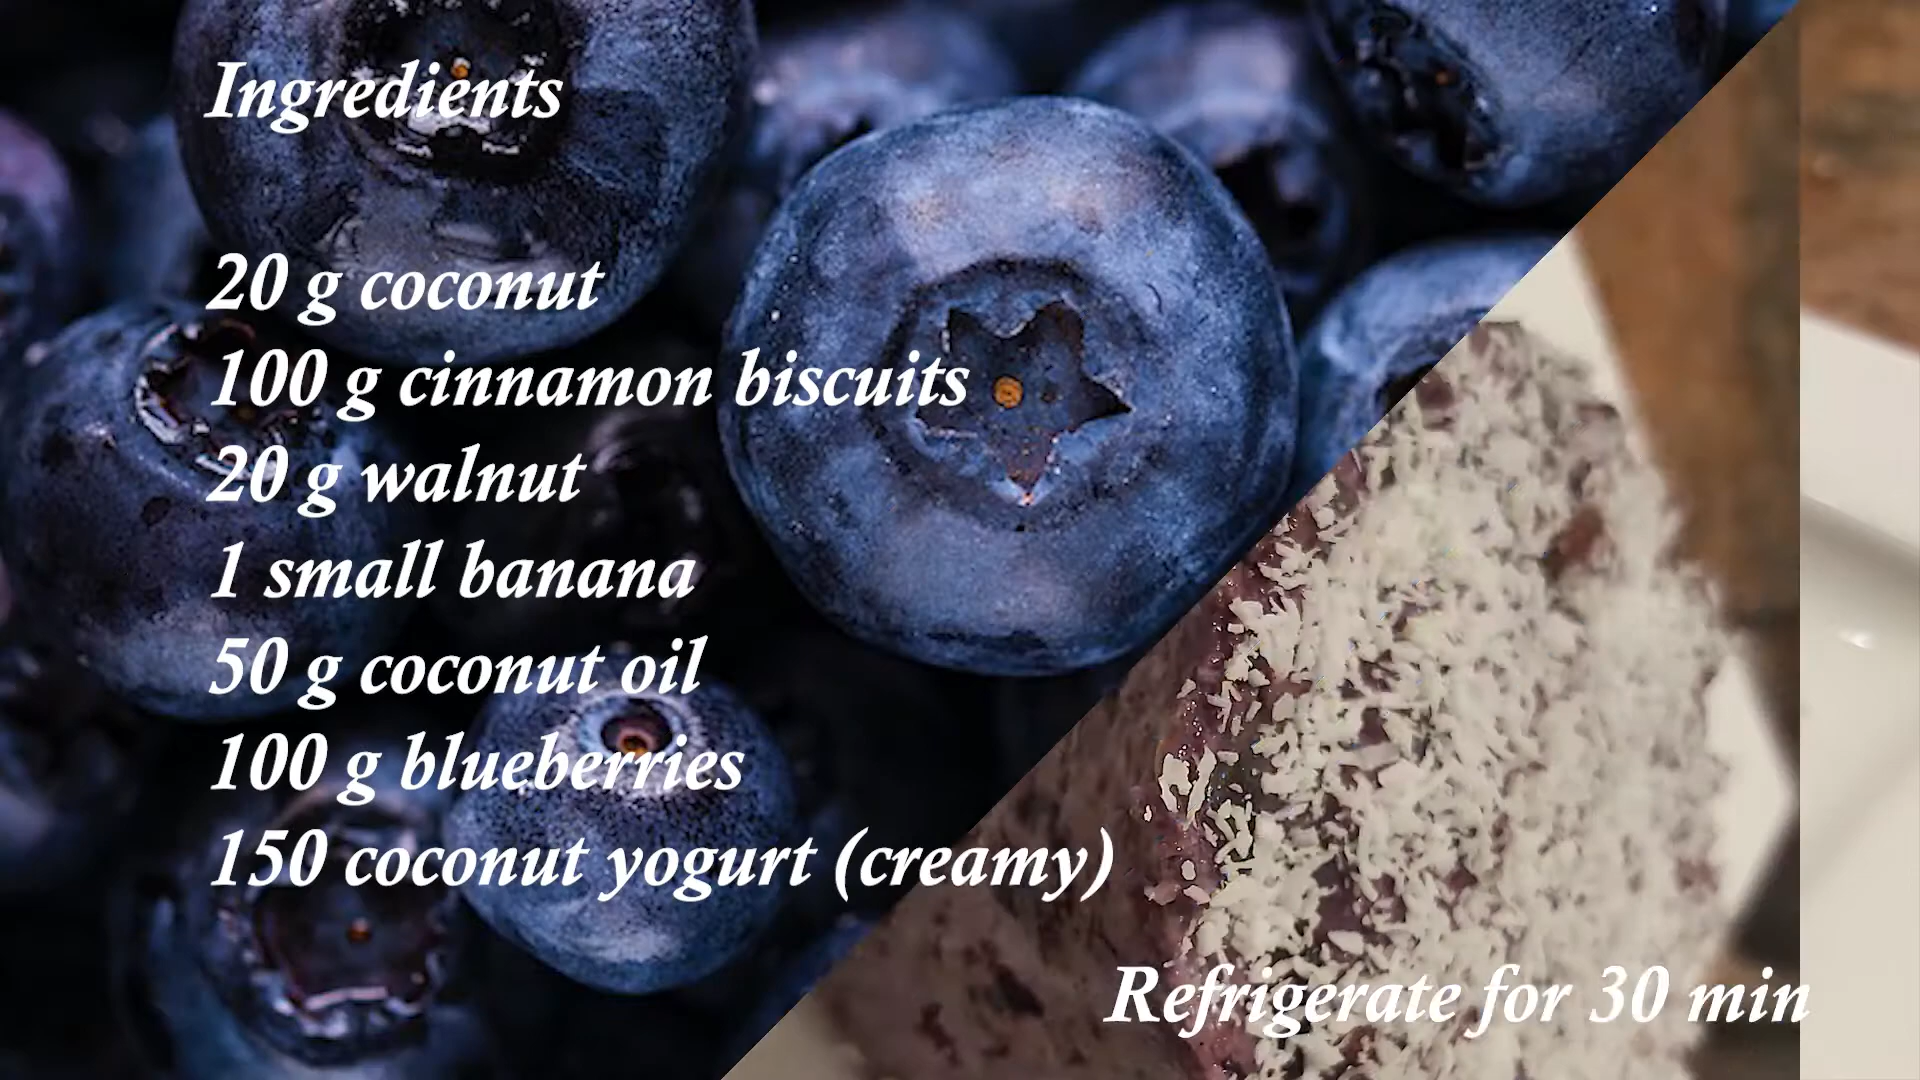 Ingredients
20 g coconut
100 g cinnamon biscuits
20 g walnut
1 small banana
50 g coconut oil
100 g blueberries
150 coconut yogurt (creamy)
Refrigerate for 30 min